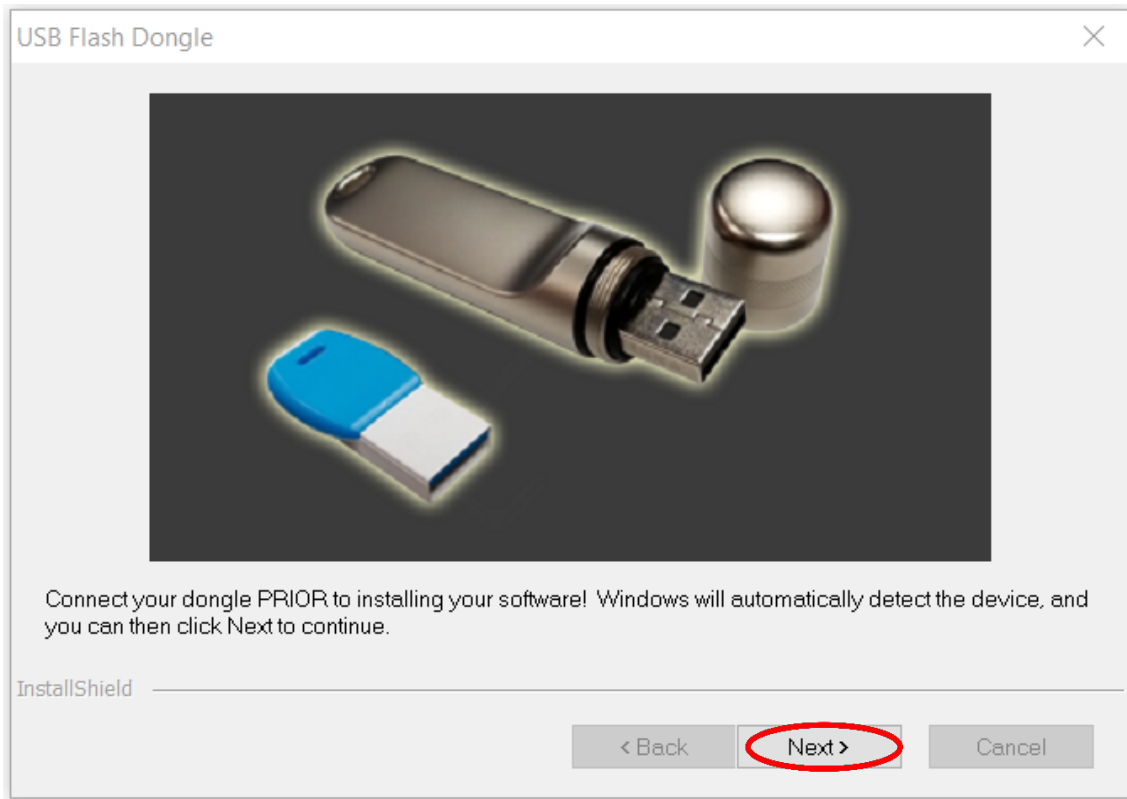 USB Flash Dongle
Connect your dongle PRIOR to installing your software! Windows will automatically detect the device, and
you can then click Next to continue.
InstallShield
< Back
Next >
Cancel